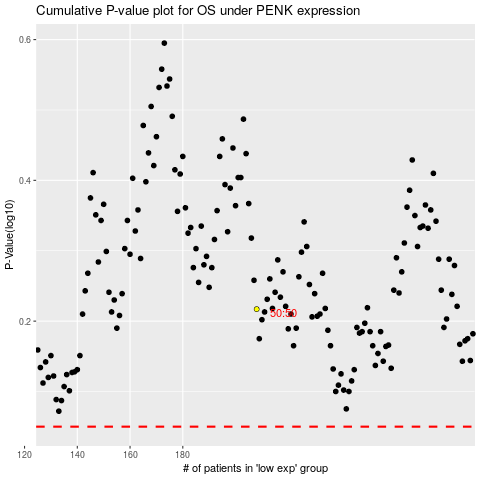 Cumulative P-value plot for OS under PENK expression
P-Value(log10)
0.6
0.4
0.2
50:50
120 140 160 180
# of patients in 'low exp' group